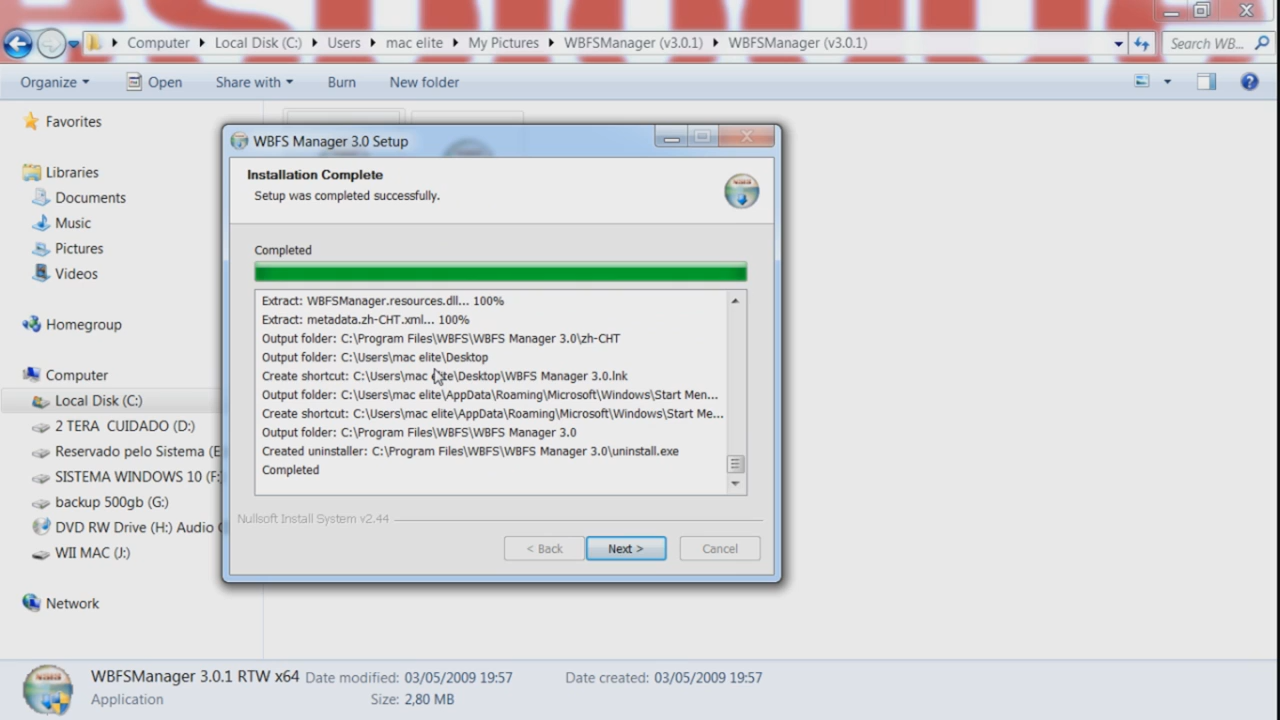 Computer Local Disk (C:) Users mac elite My Pictures WBFSManager (v3.0.1) WBFSManager (v3.0.1)
Search WB...
Organize Open Share with Burn New folder
Favorites
Libraries
Documents
Music
Pictures
Videos
Homegroup
Computer
Local Disk (C:)
2 TERA CUIDADO (D:)
Reservado pelo Sistema (E
SISTEMA WINDOWS 10 (F:
backup 500gb (G:)
DVD RW Drive (H:) Audio
WII MAC (J:)
Network
WBFS Manager 3.0 Setup
Installation Complete
Setup was completed successfully.
Completed
Extract: WBFSManager.resources.dll... 100%
Extract: metadata.zh-CHT.xml... 100%
Output folder: C:\Program Files\WBFS\WBFS Manager 3.0\zh-CHT
Output folder: C:\Users\mac elite\Desktop
Create shortcut: C:\Users\mac elite\Desktop\WBFS Manager 3.0.lnk
Output folder: C:\Users\mac elite\AppData\Roaming\Microsoft\Windows\Start Men...
Create shortcut: C:\Users\mac elite\AppData\Roaming\Microsoft\Windows\Start Me...
Output folder: C:\Program Files\WBFS\WBFS Manager 3.0
Created uninstaller: C:\Program Files\WBFS\WBFS Manager 3.0\uninstall.exe
Completed
Nullsoft Install System v2.44
< Back Next > Cancel
WBFSManager 3.0.1 RTW x64 Date modified: 03/05/2009 19:57 Date created: 03/05/2009 19:57
Application Size: 2,80 MB